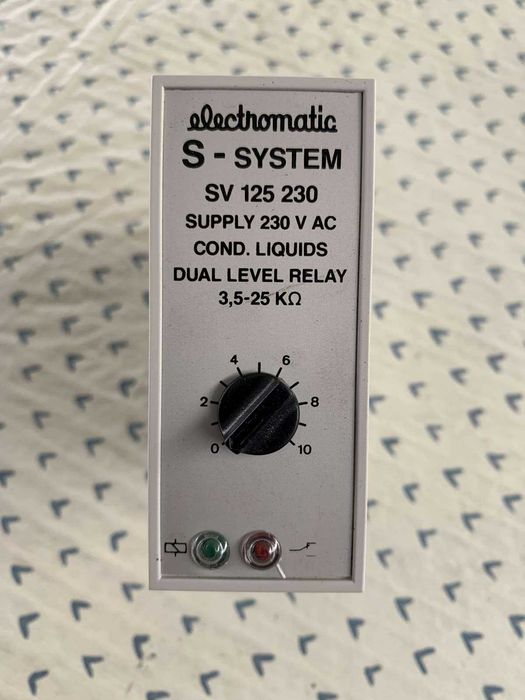 electromatic
S - SYSTEM
SV 125 230
SUPPLY 230 V AC
COND. LIQUIDS
DUAL LEVEL RELAY
3,5-25 KΩ
4 6
2 8
0 10